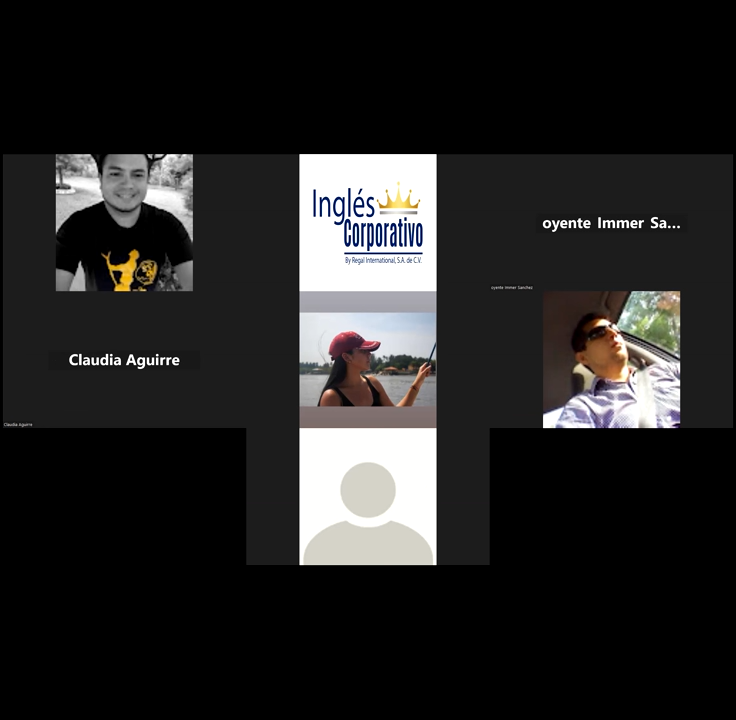 Inglés
Corporativo
By Regal International, S.A. de C.V.
oyente Immer Sa...
oyente Immer Sanchez
Claudia Aguirre
Claudia Aguirre